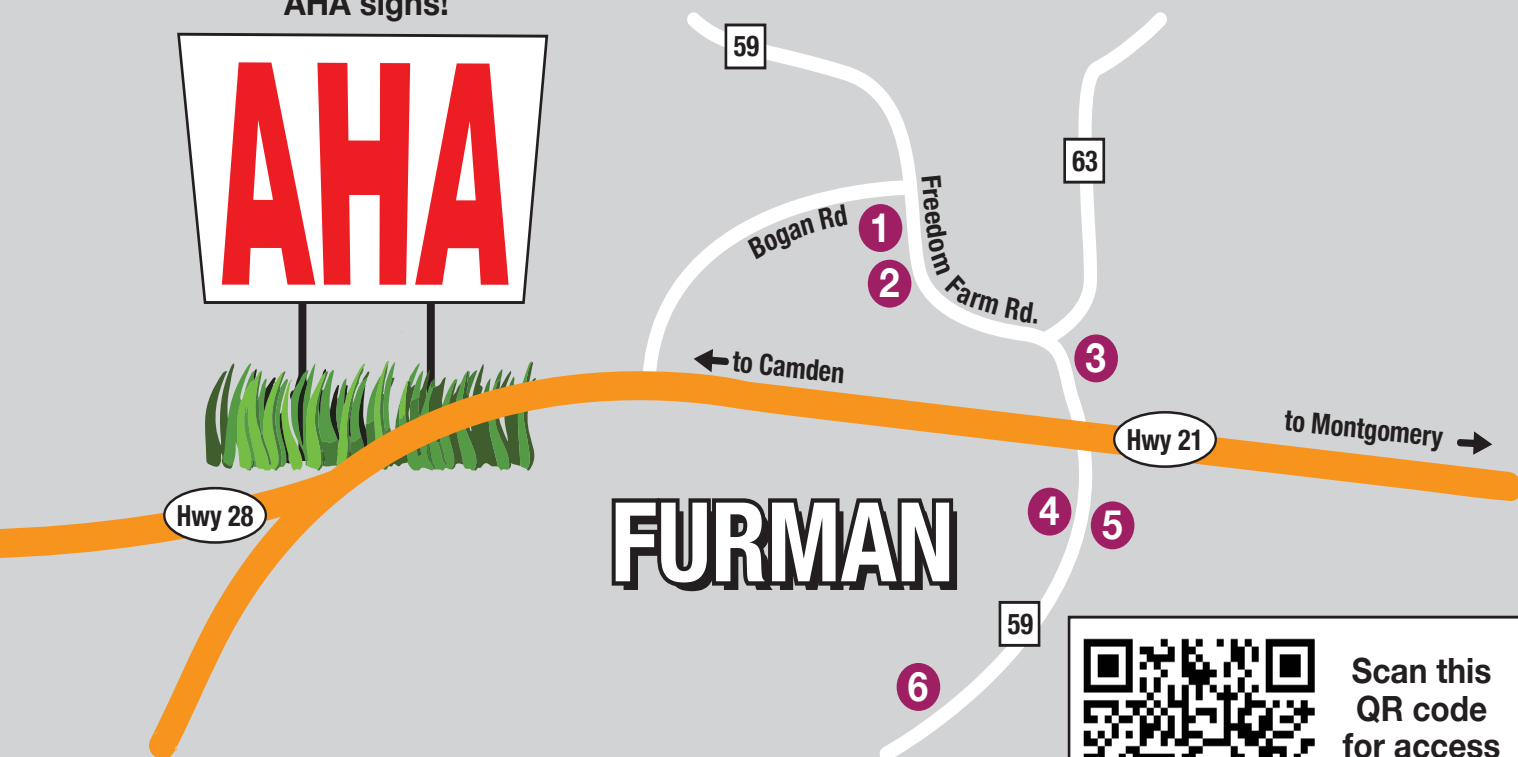 AHA signs!
AHA
59
63
Bogan Rd
1
Freedom Farm Rd.
2
3
to Camden
to Montgomery
Hwy 21
Hwy 28
FURMAN
4
5
59
6
Scan this
QR code
for access